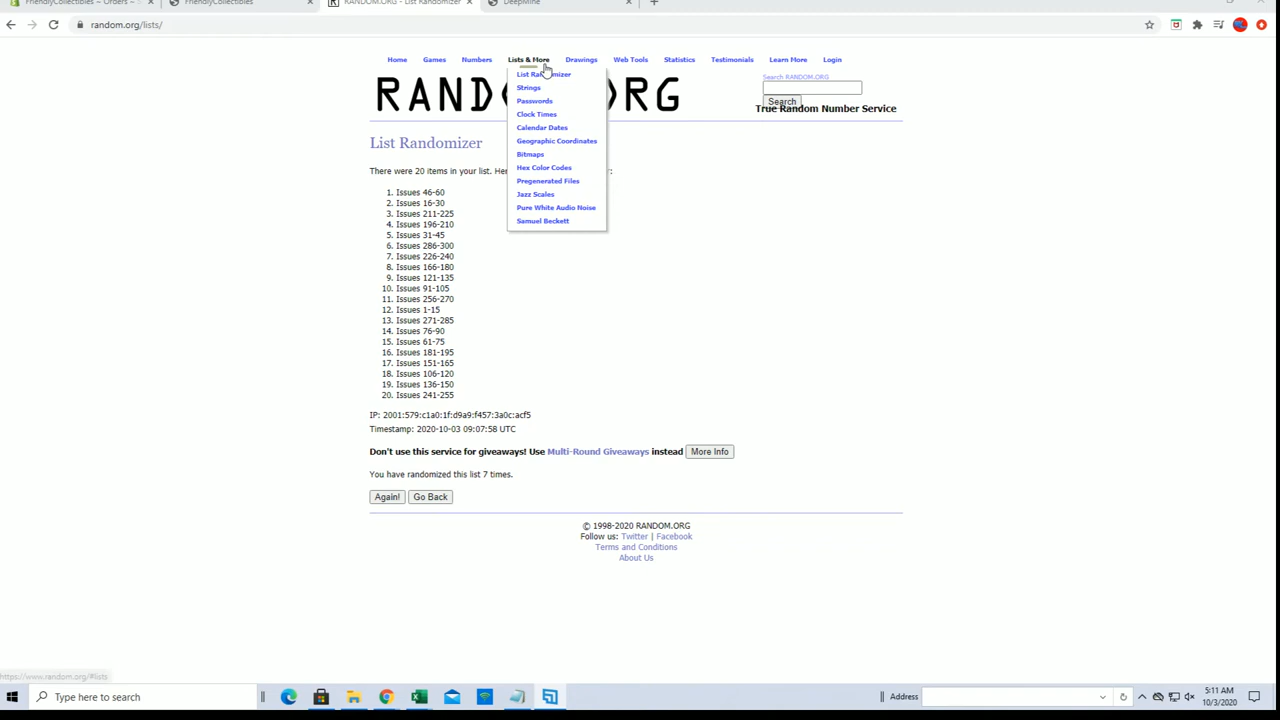 FriendlyCollectibles – Orders –
FriendlyCollectibles
RANDOM.ORG - List Randomizer
DeepMine
random.org/lists/
Home Games Numbers Lists & More Drawings Web Tools Statistics Testimonials Learn More Login
List Randomizer
Strings
Passwords
Clock Times
Calendar Dates
Geographic Coordinates
Bitmaps
Hex Color Codes
Pregenerated Files
Jazz Scales
Pure White Audio Noise
Samuel Beckett
Search RANDOM.ORG
Search
True Random Number Service
List Randomizer
There were 20 items in your list.
1. Issues 46-60
2. Issues 16-30
3. Issues 211-225
4. Issues 196-210
5. Issues 31-45
6. Issues 286-300
7. Issues 226-240
8. Issues 166-180
9. Issues 121-135
10. Issues 91-105
11. Issues 256-270
12. Issues 1-15
13. Issues 271-285
14. Issues 76-90
15. Issues 61-75
16. Issues 181-195
17. Issues 151-165
18. Issues 106-120
19. Issues 136-150
20. Issues 241-255
IP: 2001:579:c1a0:1f:d9a9:f457:3a0c:acf5
Timestamp: 2020-10-03 09:07:58 UTC
Don't use this service for giveaways! Use Multi-Round Giveaways instead More Info
You have randomized this list 7 times.
Again! Go Back
© 1998-2020 RANDOM.ORG
Follow us: Twitter | Facebook
Terms and Conditions
About Us
https://www.random.org/#lists
Type here to search
Address
5:11 AM
10/3/2020